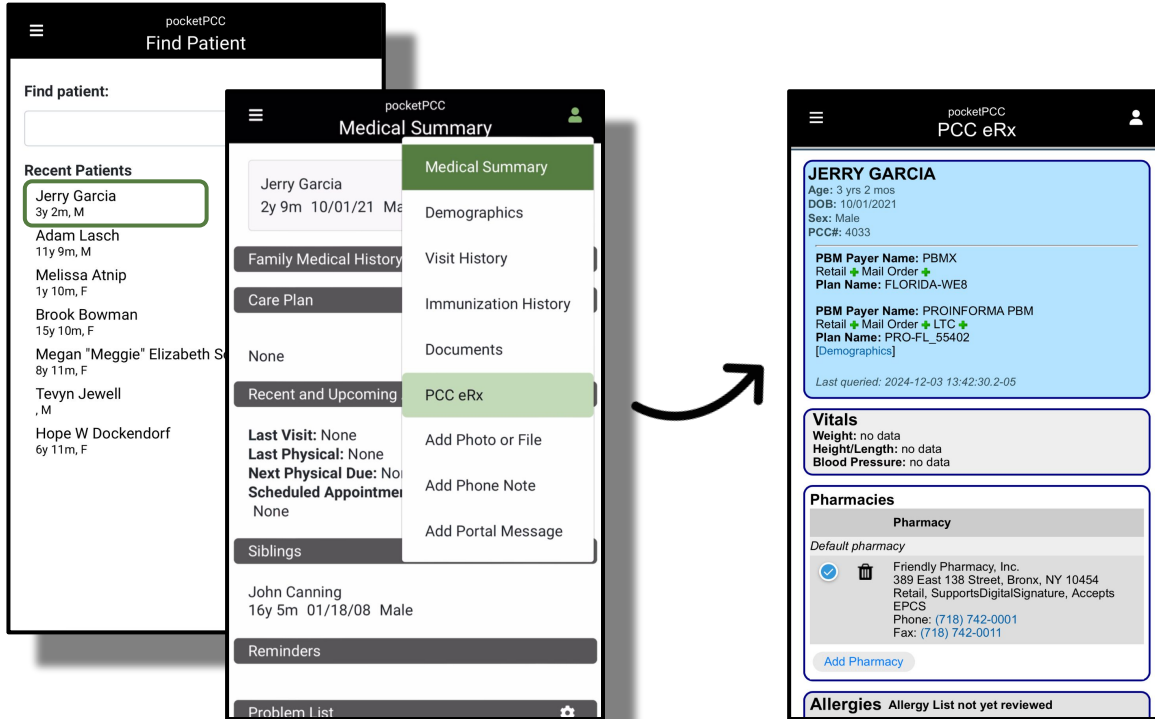 pocketPCC
Find Patient
Find patient:
Recent Patients
Jerry Garcia
3y 2m, M
Adam Lasch
11y 9m, M
Melissa Atnip
1y 10m, F
Brook Bowman
15y 10m, F
Megan "Meggie" Elizabeth S
8y 11m, F
Tevyn Jewell
, M
Hope W Dockendorf
6y 11m, F
pocketPCC
Medical Summary
Jerry Garcia
2y 9m 10/01/21 Ma
Family Medical History
Care Plan
None
Recent and Upcoming
Last Visit: None
Last Physical: None
Next Physical Due: No
Scheduled Appointme
None
Siblings
John Canning
16y 5m 01/18/08 Male
Reminders
Problem List
Medical Summary
Demographics
Visit History
Immunization History
Documents
PCC eRx
Add Photo or File
Add Phone Note
Add Portal Message
pocketPCC
PCC eRx
JERRY GARCIA
Age: 3 yrs 2 mos
DOB: 10/01/2021
Sex: Male
PCC#: 4033
PBM Payer Name: PBMX
Retail + Mail Order +
Plan Name: FLORIDA-WE8
PBM Payer Name: PROINFORMA PBM
Retail + Mail Order + LTC +
Plan Name: PRO-FL_55402
[Demographics]
Last queried: 2024-12-03 13:42:30.2-05
Vitals
Weight: no data
Height/Length: no data
Blood Pressure: no data
Pharmacies
Pharmacy
Default pharmacy
Friendly Pharmacy, Inc.
389 East 138 Street, Bronx, NY 10454
Retail, SupportsDigitalSignature, Accepts
EPCS
Phone: (718) 742-0001
Fax: (718) 742-0011
Add Pharmacy
Allergies Allergy List not yet reviewed